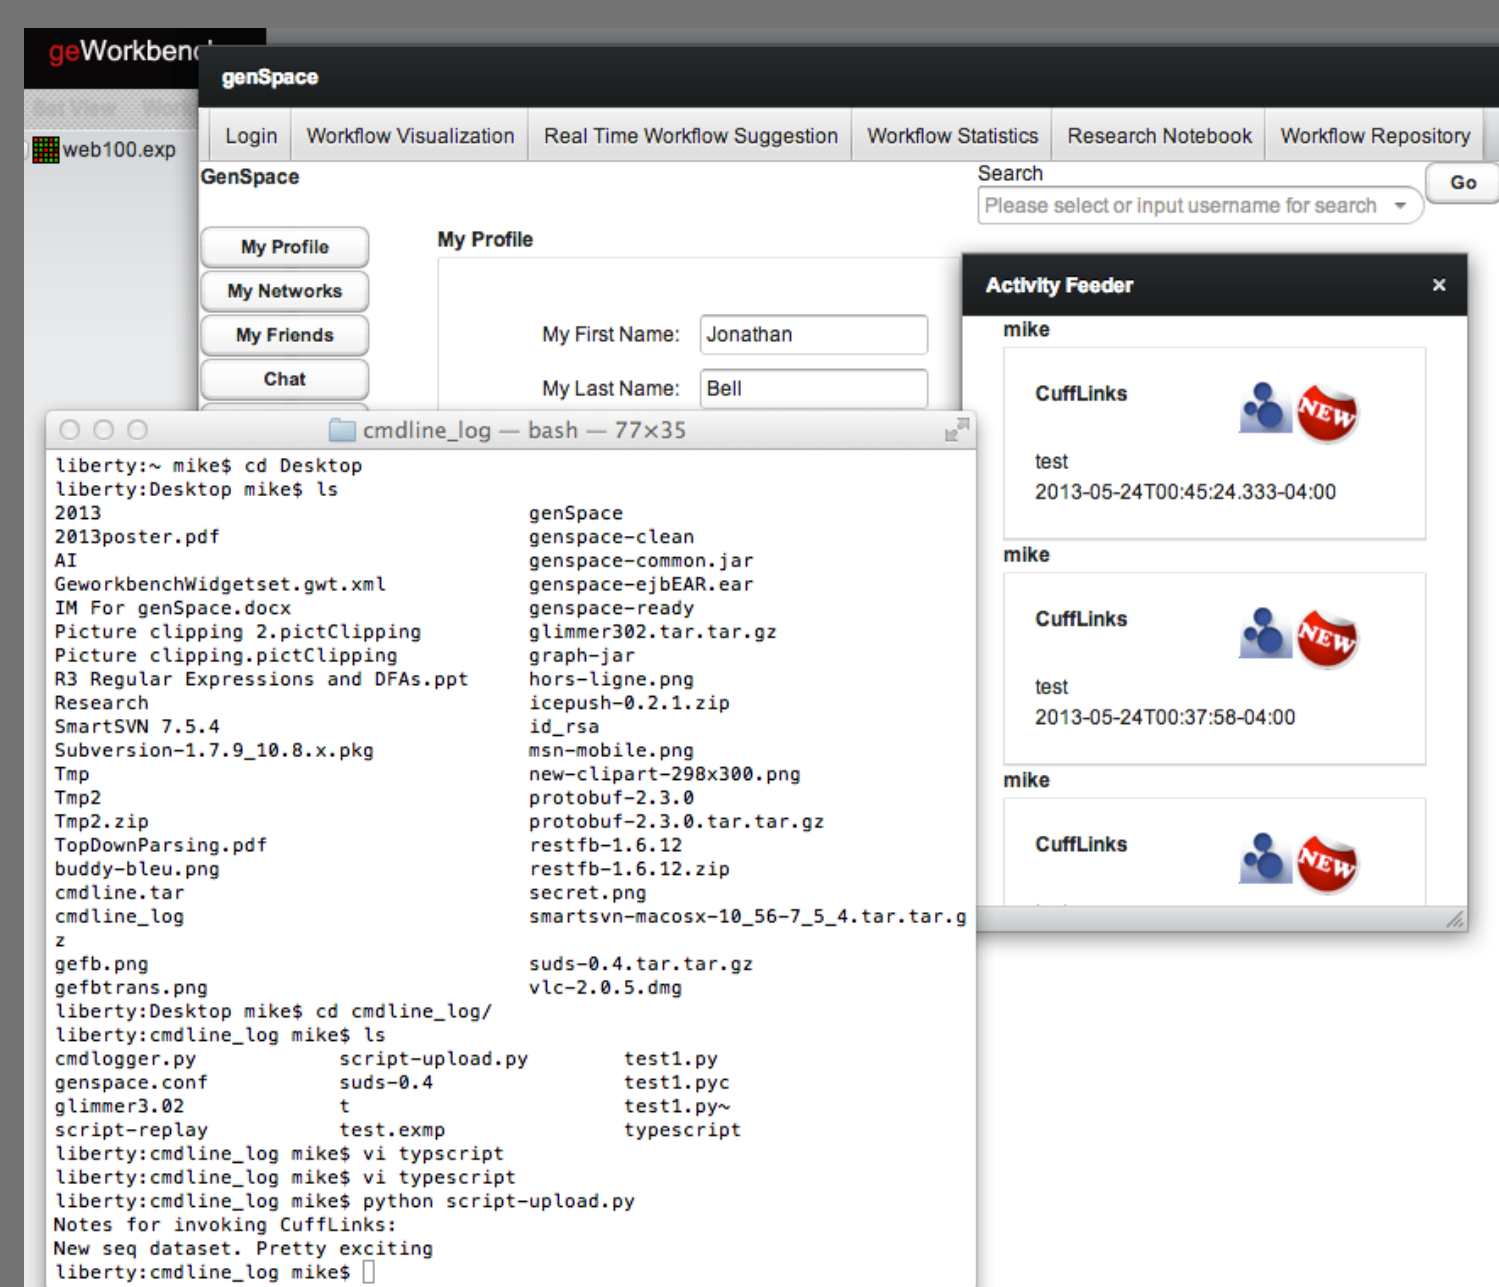 geWorkbenc
genSpace
Login Workflow Visualization Real Time Workflow Suggestion Workflow Statistics Research Notebook Workflow Repository
web100.exp
GenSpace
Search
Please select or input username for search
Go
My Profile
My Networks
My Friends
Chat
My Profile
My First Name: Jonathan
My Last Name: Bell
Activity Feeder ×
mike
CuffLinks
NEW
test
2013-05-24T00:45:24.333-04:00
mike
CuffLinks
NEW
test
2013-05-24T00:37:58-04:00
mike
CuffLinks
NEW
cmdline_log — bash — 77×35
liberty:~ mike$ cd Desktop
liberty:Desktop mike$ ls
2013 genSpace
2013poster.pdf genspace-clean
AI genspace-common.jar
GeworkbenchWidgetset.gwt.xml genspace-ejbEAR.ear
IM For genSpace.docx genspace-ready
Picture clipping 2.pictClipping glimmer302.tar.tar.gz
Picture clipping.pictClipping graph-jar
R3 Regular Expressions and DFAs.ppt hors-ligne.png
Research icepush-0.2.1.zip
SmartSVN 7.5.4 id_rsa
Subversion-1.7.9_10.8.x.pkg msn-mobile.png
Tmp new-clipart-298x300.png
Tmp2 protobuf-2.3.0
Tmp2.zip protobuf-2.3.0.tar.tar.gz
TopDownParsing.pdf restfb-1.6.12
buddy-bleu.png restfb-1.6.12.zip
cmdline.tar secret.png
cmdline_log smartsvn-macosx-10_56-7_5_4.tar.tar.g
z
gefb.png suds-0.4.tar.tar.gz
gefbtrans.png vlc-2.0.5.dmg
liberty:Desktop mike$ cd cmdline_log/
liberty:cmdline_log mike$ ls
cmdlogger.py script-upload.py test1.py
genspace.conf suds-0.4 test1.pyc
glimmer3.02 t test1.py~
script-replay test.exmp typescript
liberty:cmdline_log mike$ vi typscript
liberty:cmdline_log mike$ vi typescript
liberty:cmdline_log mike$ python script-upload.py
Notes for invoking CuffLinks:
New seq dataset. Pretty exciting
liberty:cmdline_log mike$